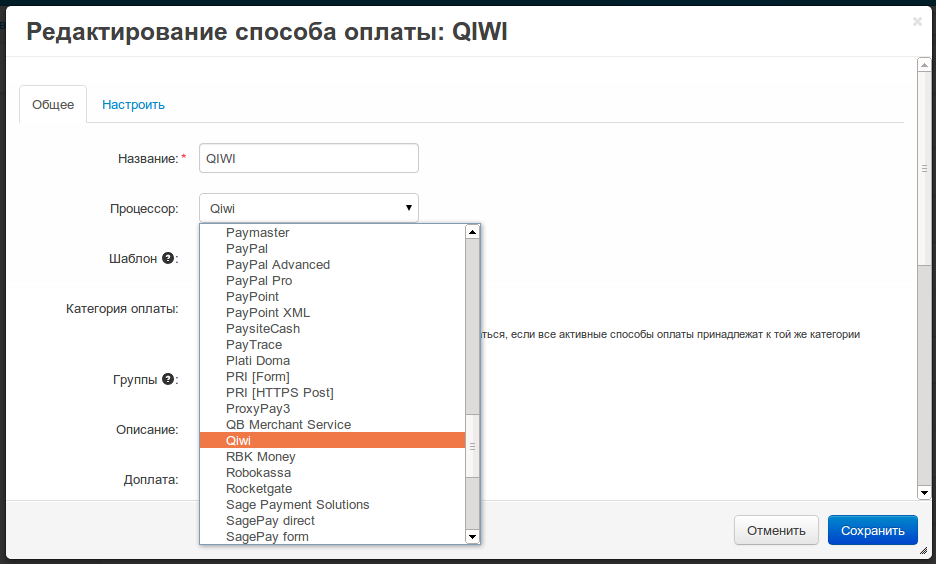 Редактирование способа оплаты: QIWI
×
Общее
Настроить
Название:*
QIWI
Процессор:
Qiwi
Paymaster
PayPal
Шаблон ?:
PayPal Advanced
PayPal Pro
PayPoint
Категория оплаты:
PayPoint XML
PaysiteCash
аться, если все активные способы оплаты принадлежат к той же категории
PayTrace
Plati Doma
Группы ?:
PRI [Form]
PRI [HTTPS Post]
ProxyPay3
QB Merchant Service
Описание:
Qiwi
RBK Money
Robokassa
Доплата:
Rocketgate
Sage Payment Solutions
SagePay direct
SagePay form
Отменить
Сохранить